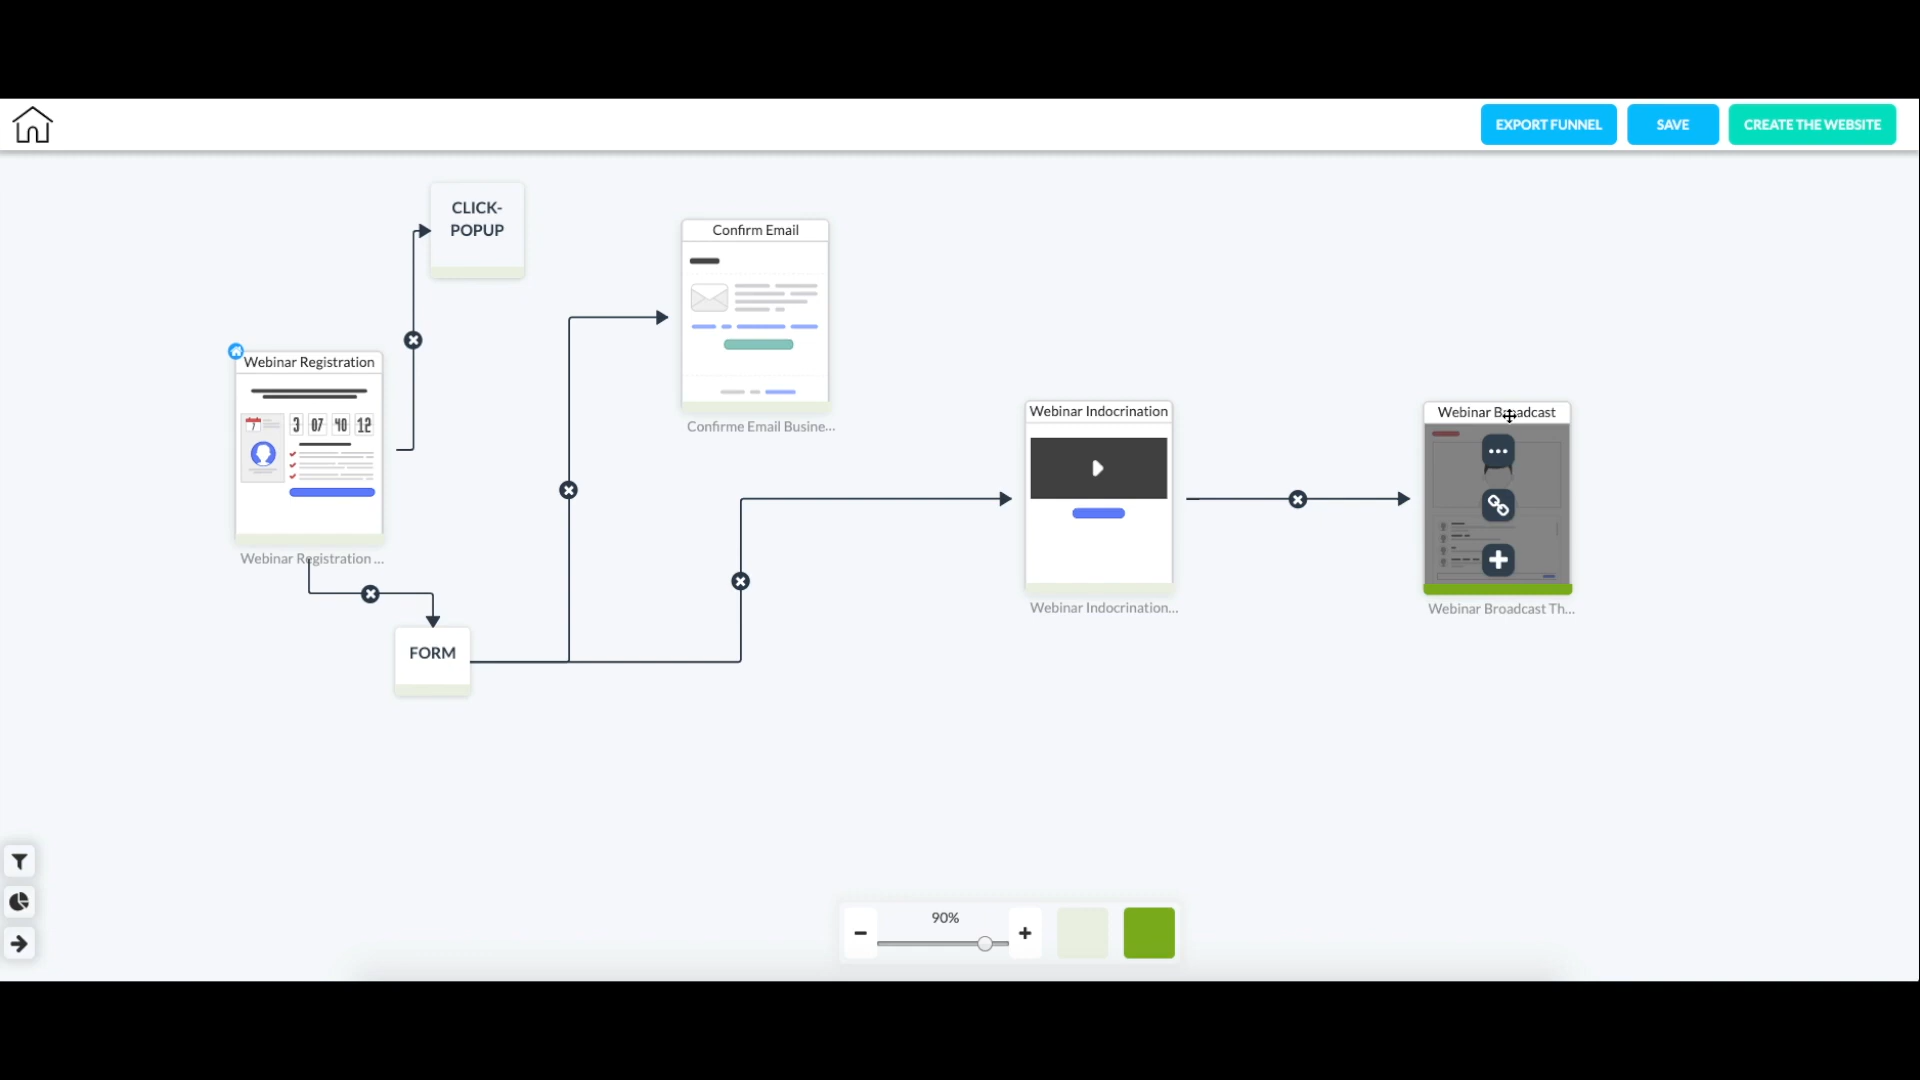 EXPORT FUNNEL
SAVE
CREATE THE WEBSITE
CLICK-
POPUP
Confirm Email
Confirme Email Busine...
Webinar Registration
3 07 40 12
7
Webinar Registration ...
FORM
Webinar Indocrination
Webinar Indocrination...
Webinar Broadcast
Webinar Broadcast Th...
90%